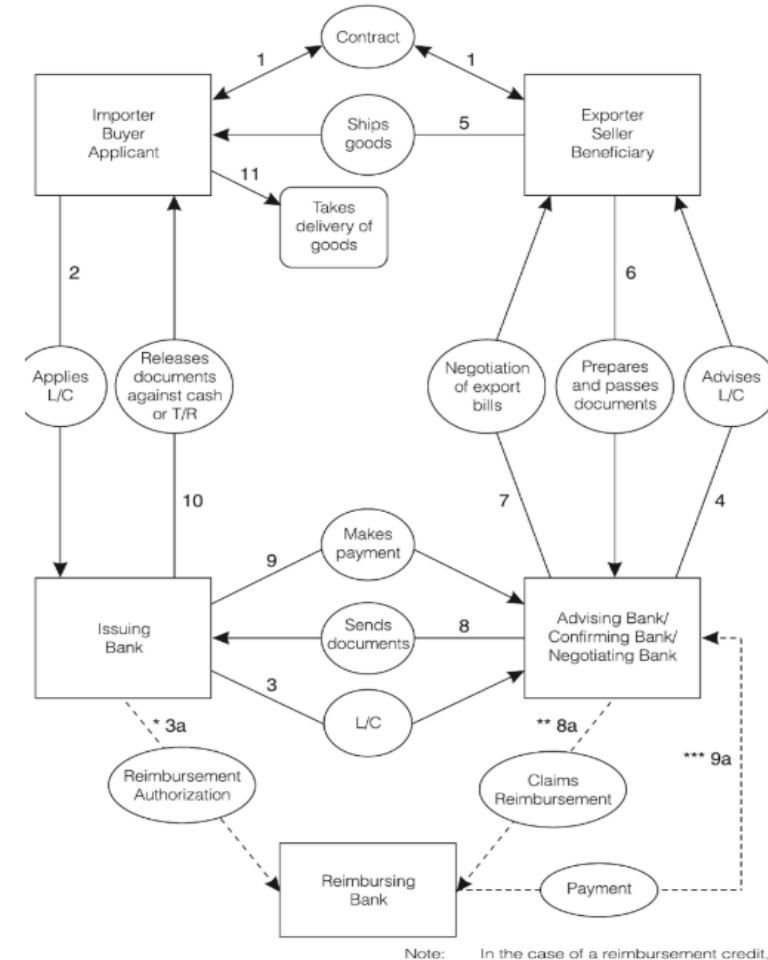 Contract
1
1
Importer
Buyer
Applicant
Ships
goods
5
Exporter
Seller
Beneficiary
11
Takes
delivery of
goods
2
6
Applies
L/C
Releases
documents
against cash
or T/R
Negotiation
of export
bills
Prepares
and passes
documents
Advises
L/C
10
7
4
9
Makes
payment
Issuing
Bank
Sends
documents
8
Advising Bank/
Confirming Bank/
Negotiating Bank
3
L/C
* 3a
** 8a
*** 9a
Reimbursement
Authorization
Claims
Reimbursement
Reimbursing
Bank
Payment
Note: In the case of a reimbursement credit,